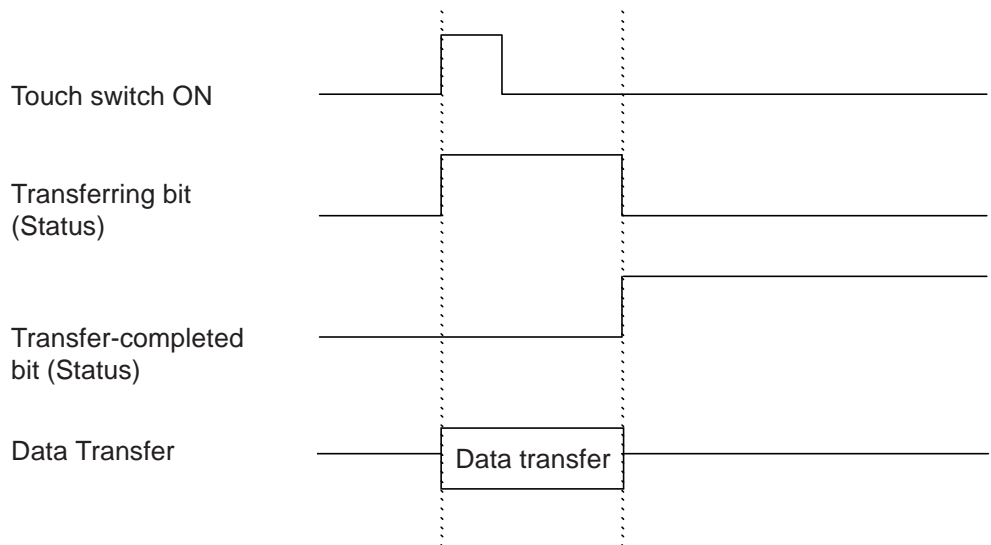 Touch switch ON
Transferring bit
(Status)
Transfer-completed
bit (Status)
Data Transfer
Data transfer